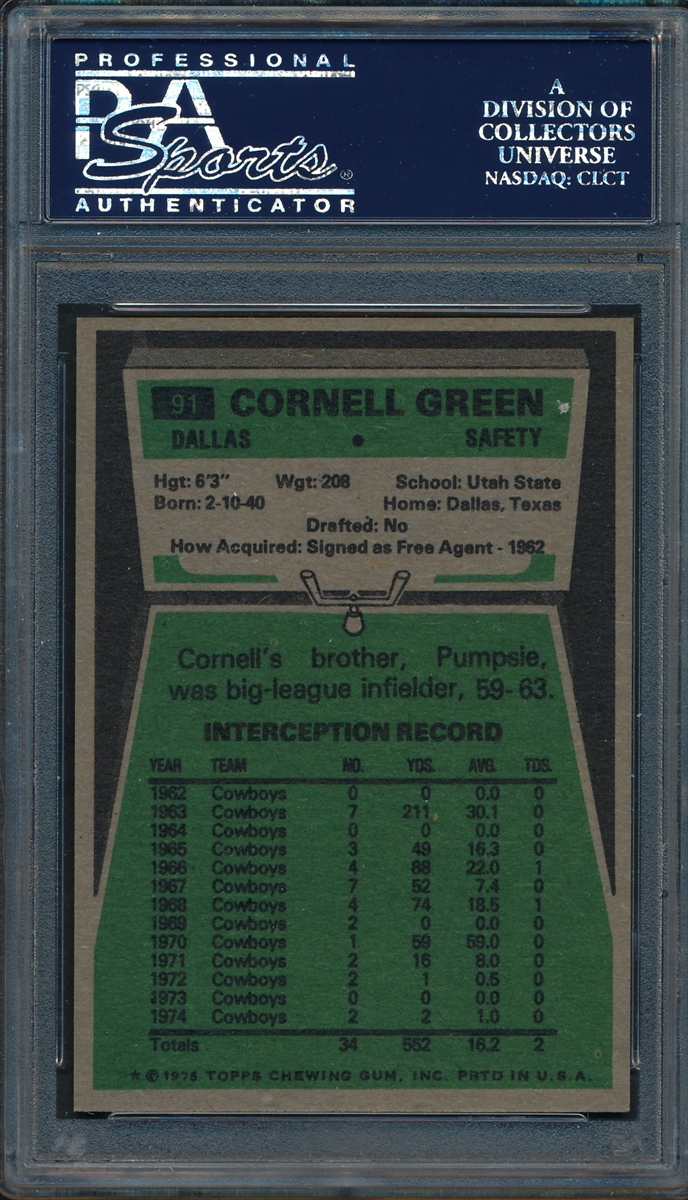 PROFESSIONAL
PSA
Sports®
AUTHENTICATOR
A
DIVISION OF
COLLECTORS
UNIVERSE
NASDAQ: CLCT
91 CORNELL GREEN
DALLAS • SAFETY
Hgt: 6'3" Wgt: 208 School: Utah State
Born: 2-10-40 Home: Dallas, Texas
Drafted: No
How Acquired: Signed as Free Agent - 1962
Cornell's brother, Pumpsie,
was big-league infielder, 59-63.
INTERCEPTION RECORD
YEAR TEAM NO. YDS. AVG. TDS.
1962 Cowboys 0 0 0.0 0
1963 Cowboys 7 211 30.1 0
1964 Cowboys 0 0 0.0 0
1965 Cowboys 3 49 16.3 0
1966 Cowboys 4 88 22.0 1
1967 Cowboys 7 52 7.4 0
1968 Cowboys 4 74 18.5 1
1969 Cowboys 2 0 0.0 0
1970 Cowboys 1 59 59.0 0
1971 Cowboys 2 16 8.0 0
1972 Cowboys 2 1 0.5 0
1973 Cowboys 0 0 0.0 0
1974 Cowboys 2 2 1.0 0
Totals 34 552 16.2 2
* © 1975 TOPPS CHEWING GUM, INC. PRTD IN U.S.A.